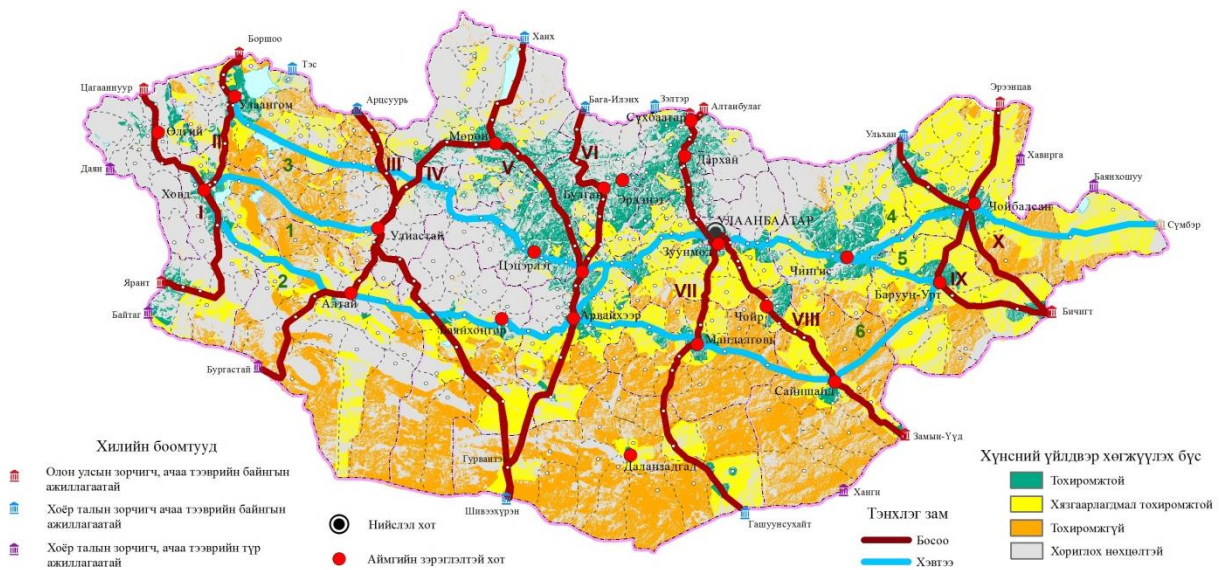 Ханх
Боршоо
Тэс
Цагааннуур
Улаангом
Арцсуурь
Бага-Илэнх
Зэлтэр
Алтанбулаг
Сүхбаатар
Эрээнцав
Өлгий
II
Мөрөн
Ульхан
3
III
IV
V
VI
Дархан
Хавирга
Даян
Булган
Эрдэнэт
Баянхошуу
Ховд
I
УЛААНБААТАР
Чойбалсан
4
1
Улиастай
Сүмбэр
Цэцэрлэг
Зуунмод
Чингис
5
X
2
Ярант
VII
Баруун-Урт
IX
Алтай
Байтаг
Баянхонгор
Арвайхээр
Чойр
VIII
6
Бичигт
Мандалговь
Бургастай
Сайншанд
Замын-Үүд
Гурвантэс
Даланзадгад
Ханги
Шивээхүрэн
Гашуунсухайт
Хилийн боомтууд
Олон улсын зорчигч, ачаа тээврийн байнгын
ажиллагаатай
Хоёр талын зорчигч ачаа тээврийн байнгын
ажиллагаатай
Хоёр талын зорчигч, ачаа тээврийн түр
ажиллагаатай
Нийслэл хот
Аймгийн зэрэглэлтэй хот
Тэнхлэг зам
Босоо
Хэвтээ
Хүнсний үйлдвэр хөгжүүлэх бүс
Тохиромжтой
Хязгаарлагдмал тохиромжтой
Тохиромжгүй
Хориглох нөхцөлтэй